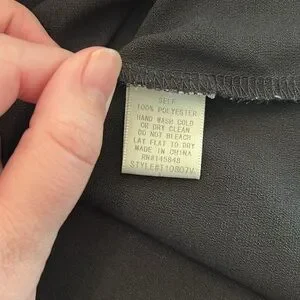 SELF
100% POLYESTER
HAND WASH COLD
OR DRY CLEAN
DO NOT BLEACH
LAY FLAT TO DRY
MADE IN CHINA
RN#145848
STYLE#T10807V